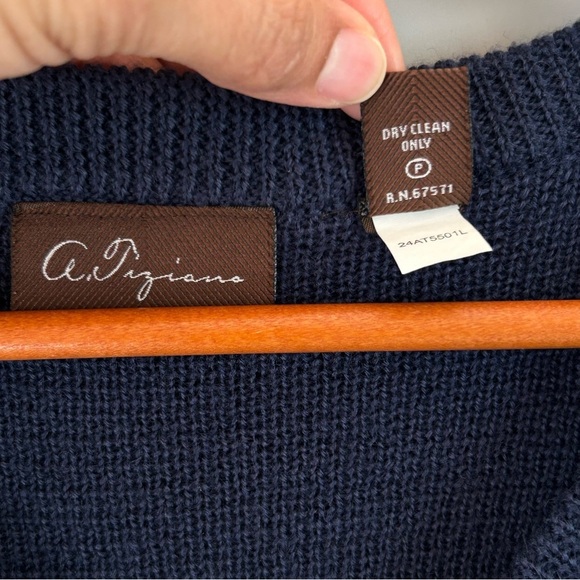 DRY CLEAN
ONLY
P
R.N.67571
24AT5501L
a.Tiziano